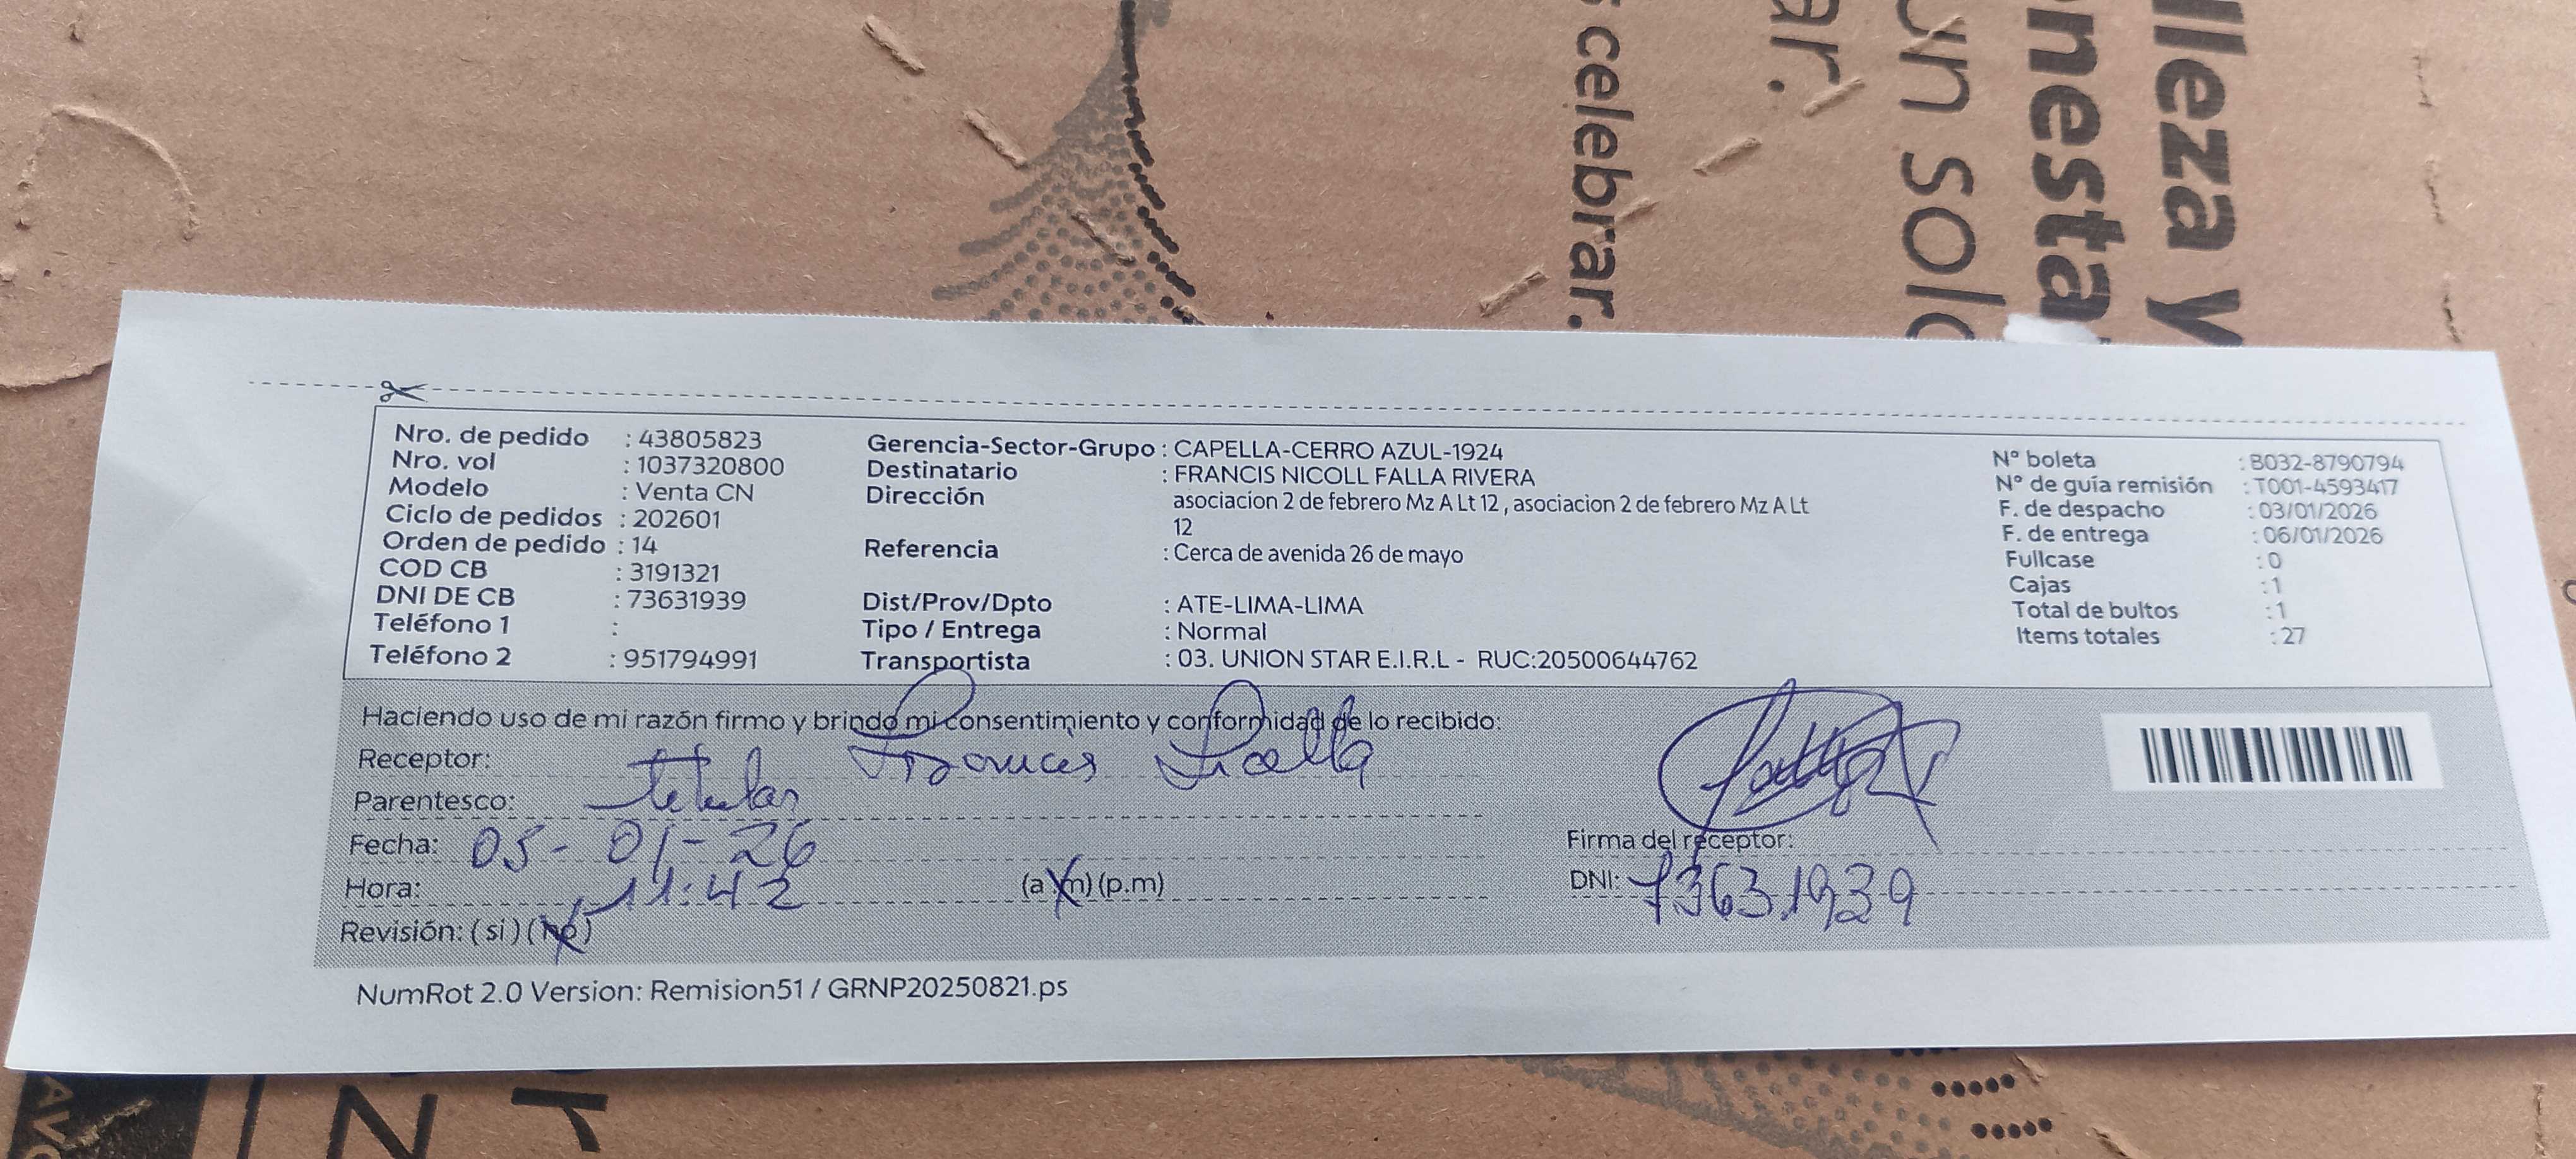 s celebrar.
ar.
un solo
nesta
lleza y
Nro. de pedido : 43805823
Nro. vol : 1037320800
Modelo : Venta CN
Ciclo de pedidos : 202601
Orden de pedido : 14
COD CB : 3191321
DNI DE CB : 73631939
Teléfono 1 :
Teléfono 2 : 951794991
Gerencia-Sector-Grupo : CAPELLA-CERRO AZUL-1924
Destinatario : FRANCIS NICOLL FALLA RIVERA
Dirección asociacion 2 de febrero Mz A Lt 12 , asociacion 2 de febrero Mz A Lt
12
Referencia : Cerca de avenida 26 de mayo
Dist/Prov/Dpto : ATE-LIMA-LIMA
Tipo / Entrega : Normal
Transportista : 03. UNION STAR E.I.R.L - RUC:20500644762
N° boleta : B032-8790794
N° de guía remisión : T001-4593417
F. de despacho : 03/01/2026
F. de entrega : 06/01/2026
Fullcase : 0
Cajas : 1
Total de bultos : 1
Items totales : 27
Haciendo uso de mi razón firmo y brindo mi consentimiento y conformidad de lo recibido:
Receptor: Francis Falla
Parentesco: titular
Fecha: 05-01-26
Hora: 11:42 (a.m) (p.m)
Revisión: ( si ) (no)
Firma del receptor:
DNI: 73631939
NumRot 2.0 Version: Remision51 / GRNP20250821.ps